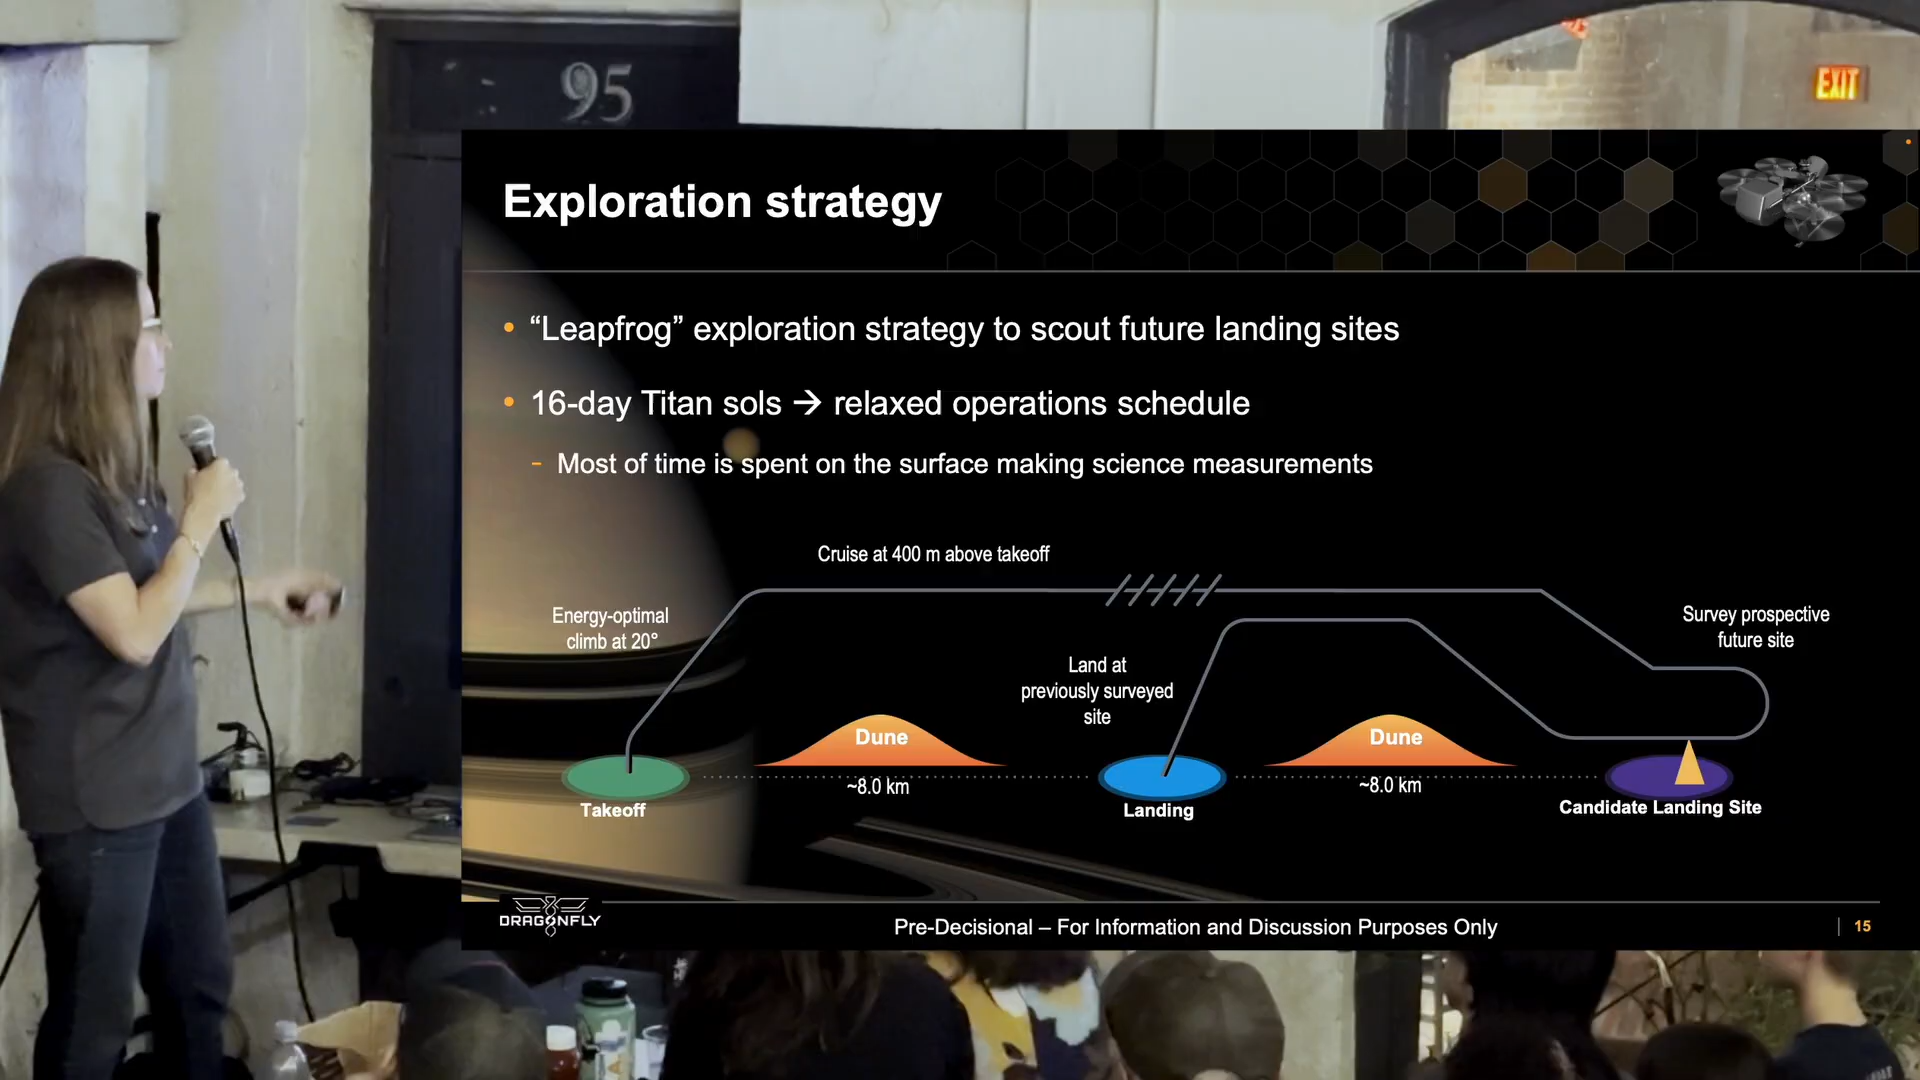 95
EXIT
Exploration strategy
• “Leapfrog” exploration strategy to scout future landing sites
• 16-day Titan sols → relaxed operations schedule
- Most of time is spent on the surface making science measurements
Cruise at 400 m above takeoff
Energy-optimal
climb at 20°
Survey prospective
future site
Land at
previously surveyed
site
Dune
Dune
~8.0 km
~8.0 km
Takeoff
Landing
Candidate Landing Site
DRAGONFLY
Pre-Decisional – For Information and Discussion Purposes Only
15